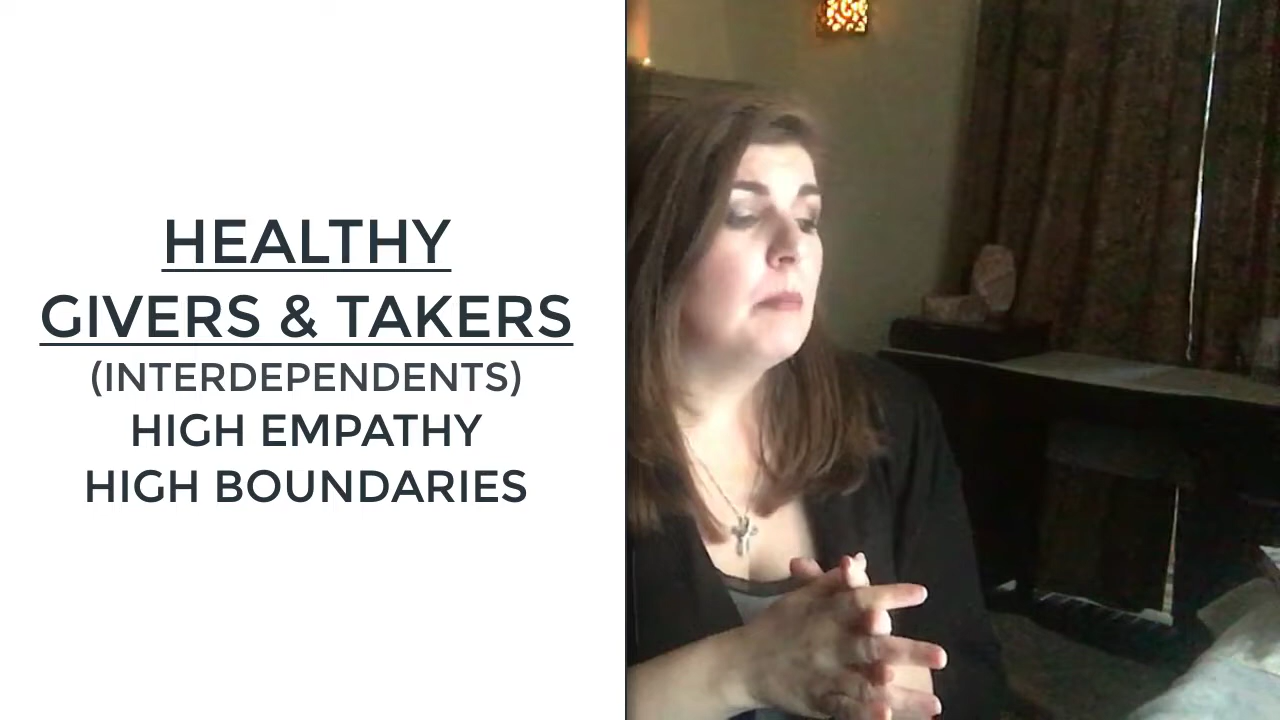 HEALTHY
GIVERS & TAKERS
(INTERDEPENDENTS)
HIGH EMPATHY
HIGH BOUNDARIES